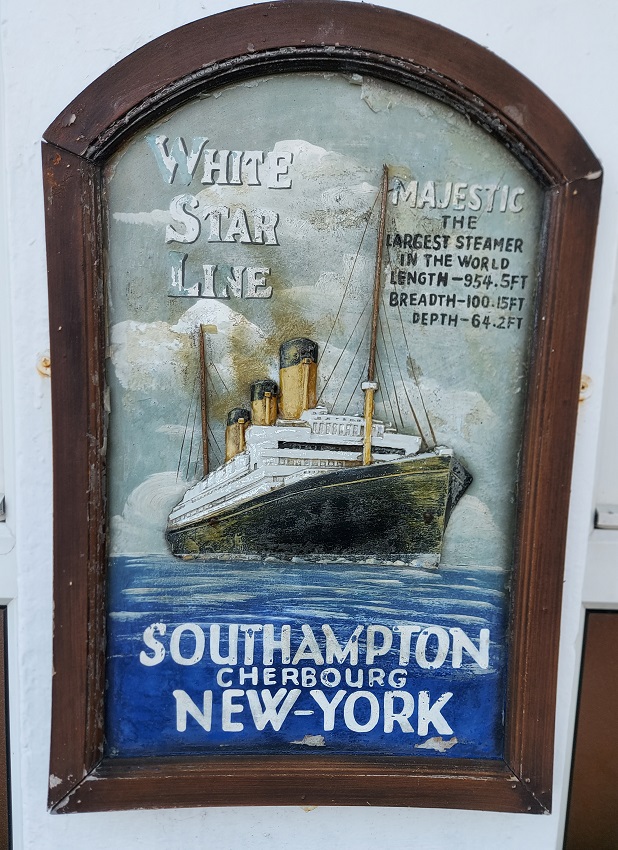 WHITE
STAR
LINE
MAJESTIC
THE
LARGEST STEAMER
IN THE WORLD
LENGTH-954.5FT
BREADTH-100.15FT
DEPTH-64.2FT
SOUTHAMPTON
CHERBOURG
NEW-YORK